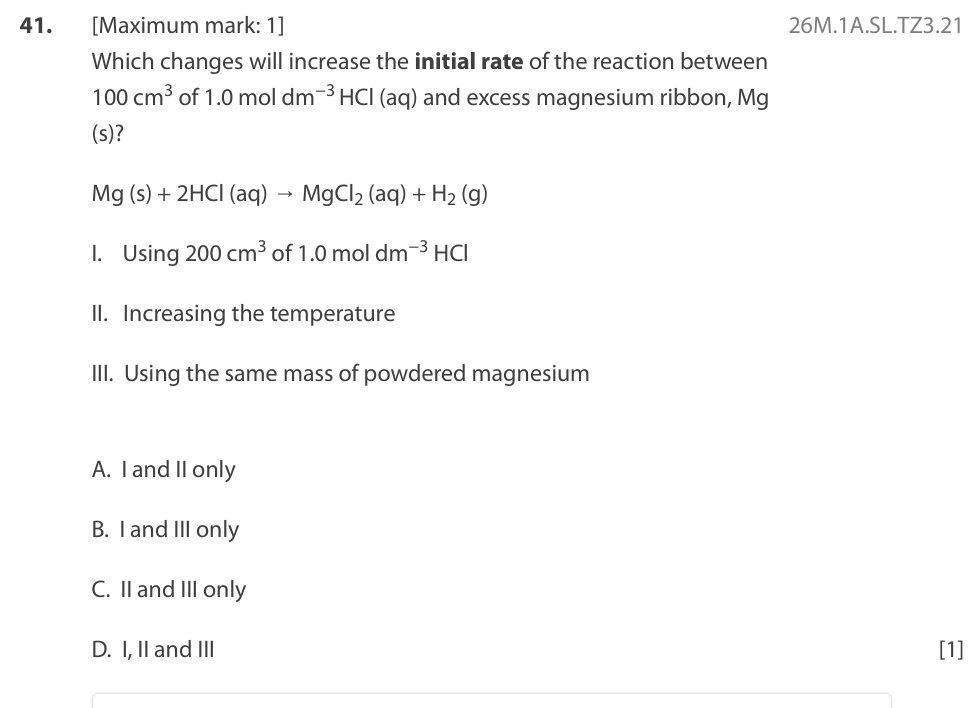 41. [Maximum mark: 1] 26M.1A.SL.TZ3.21
Which changes will increase the initial rate of the reaction between
100 cm³ of 1.0 mol dm⁻³ HCl (aq) and excess magnesium ribbon, Mg
(s)?
Mg (s) + 2HCl (aq) → MgCl₂ (aq) + H₂ (g)
I. Using 200 cm³ of 1.0 mol dm⁻³ HCl
II. Increasing the temperature
III. Using the same mass of powdered magnesium
A. I and II only
B. I and III only
C. II and III only
D. I, II and III [1]